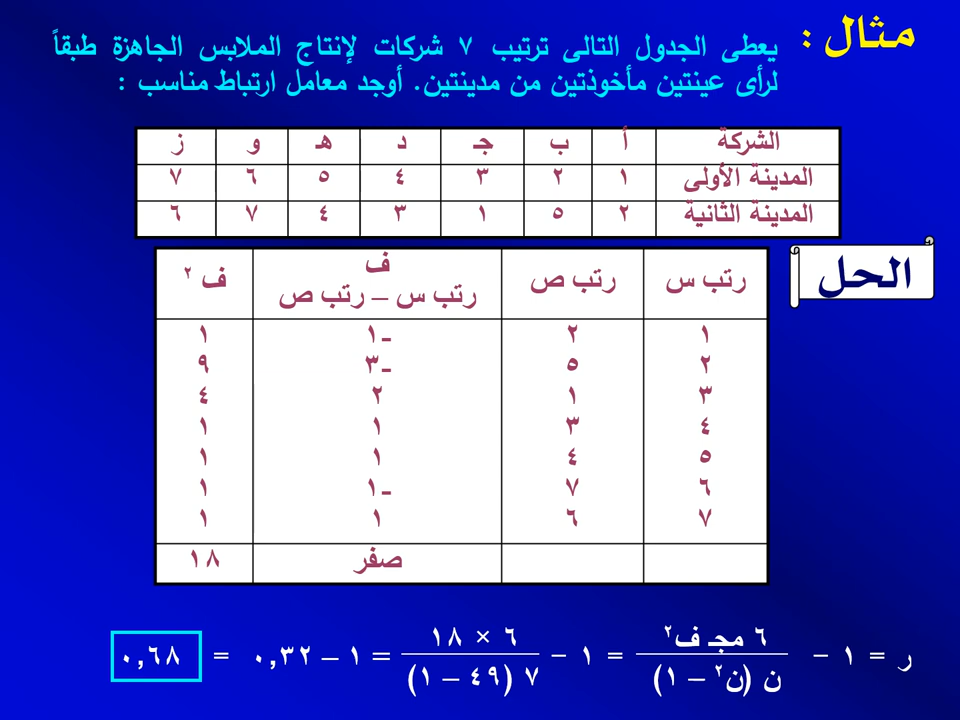 مثال :
يعطى الجدول التالى ترتيب ٧ شركات لإنتاج الملابس الجاهزة طبقاً
لرأى عينتين مأخوذتين من مدينتين. أوجد معامل ارتباط مناسب :
الشركة أ ب جـ د هـ و ز
المدينة الأولى ١ ٢ ٣ ٤ ٥ ٦ ٧
المدينة الثانية ٢ ٥ ١ ٣ ٤ ٧ ٦
الحل
رتب س رتب ص ف رتب س – رتب ص ف ٢
١ ٢ -١ ١
٢ ٥ -٣ ٩
٣ ١ ٢ ٤
٤ ٣ ١ ١
٥ ٤ ١ ١
٦ ٧ -١ ١
٧ ٦ ١ ١
صفر ١٨
ر = ١ – ٦ مجـ ف٢ / ن (ن٢ – ١) = ١ – ٦ × ١٨ / ٧ (٤٩ – ١) = ١ – ٠,٣٢ = ٠,٦٨